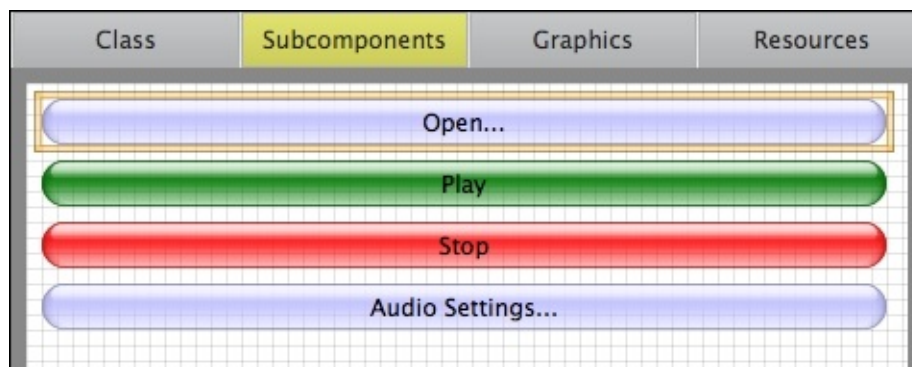 Class Subcomponents Graphics Resources
Open...
Play
Stop
Audio Settings...